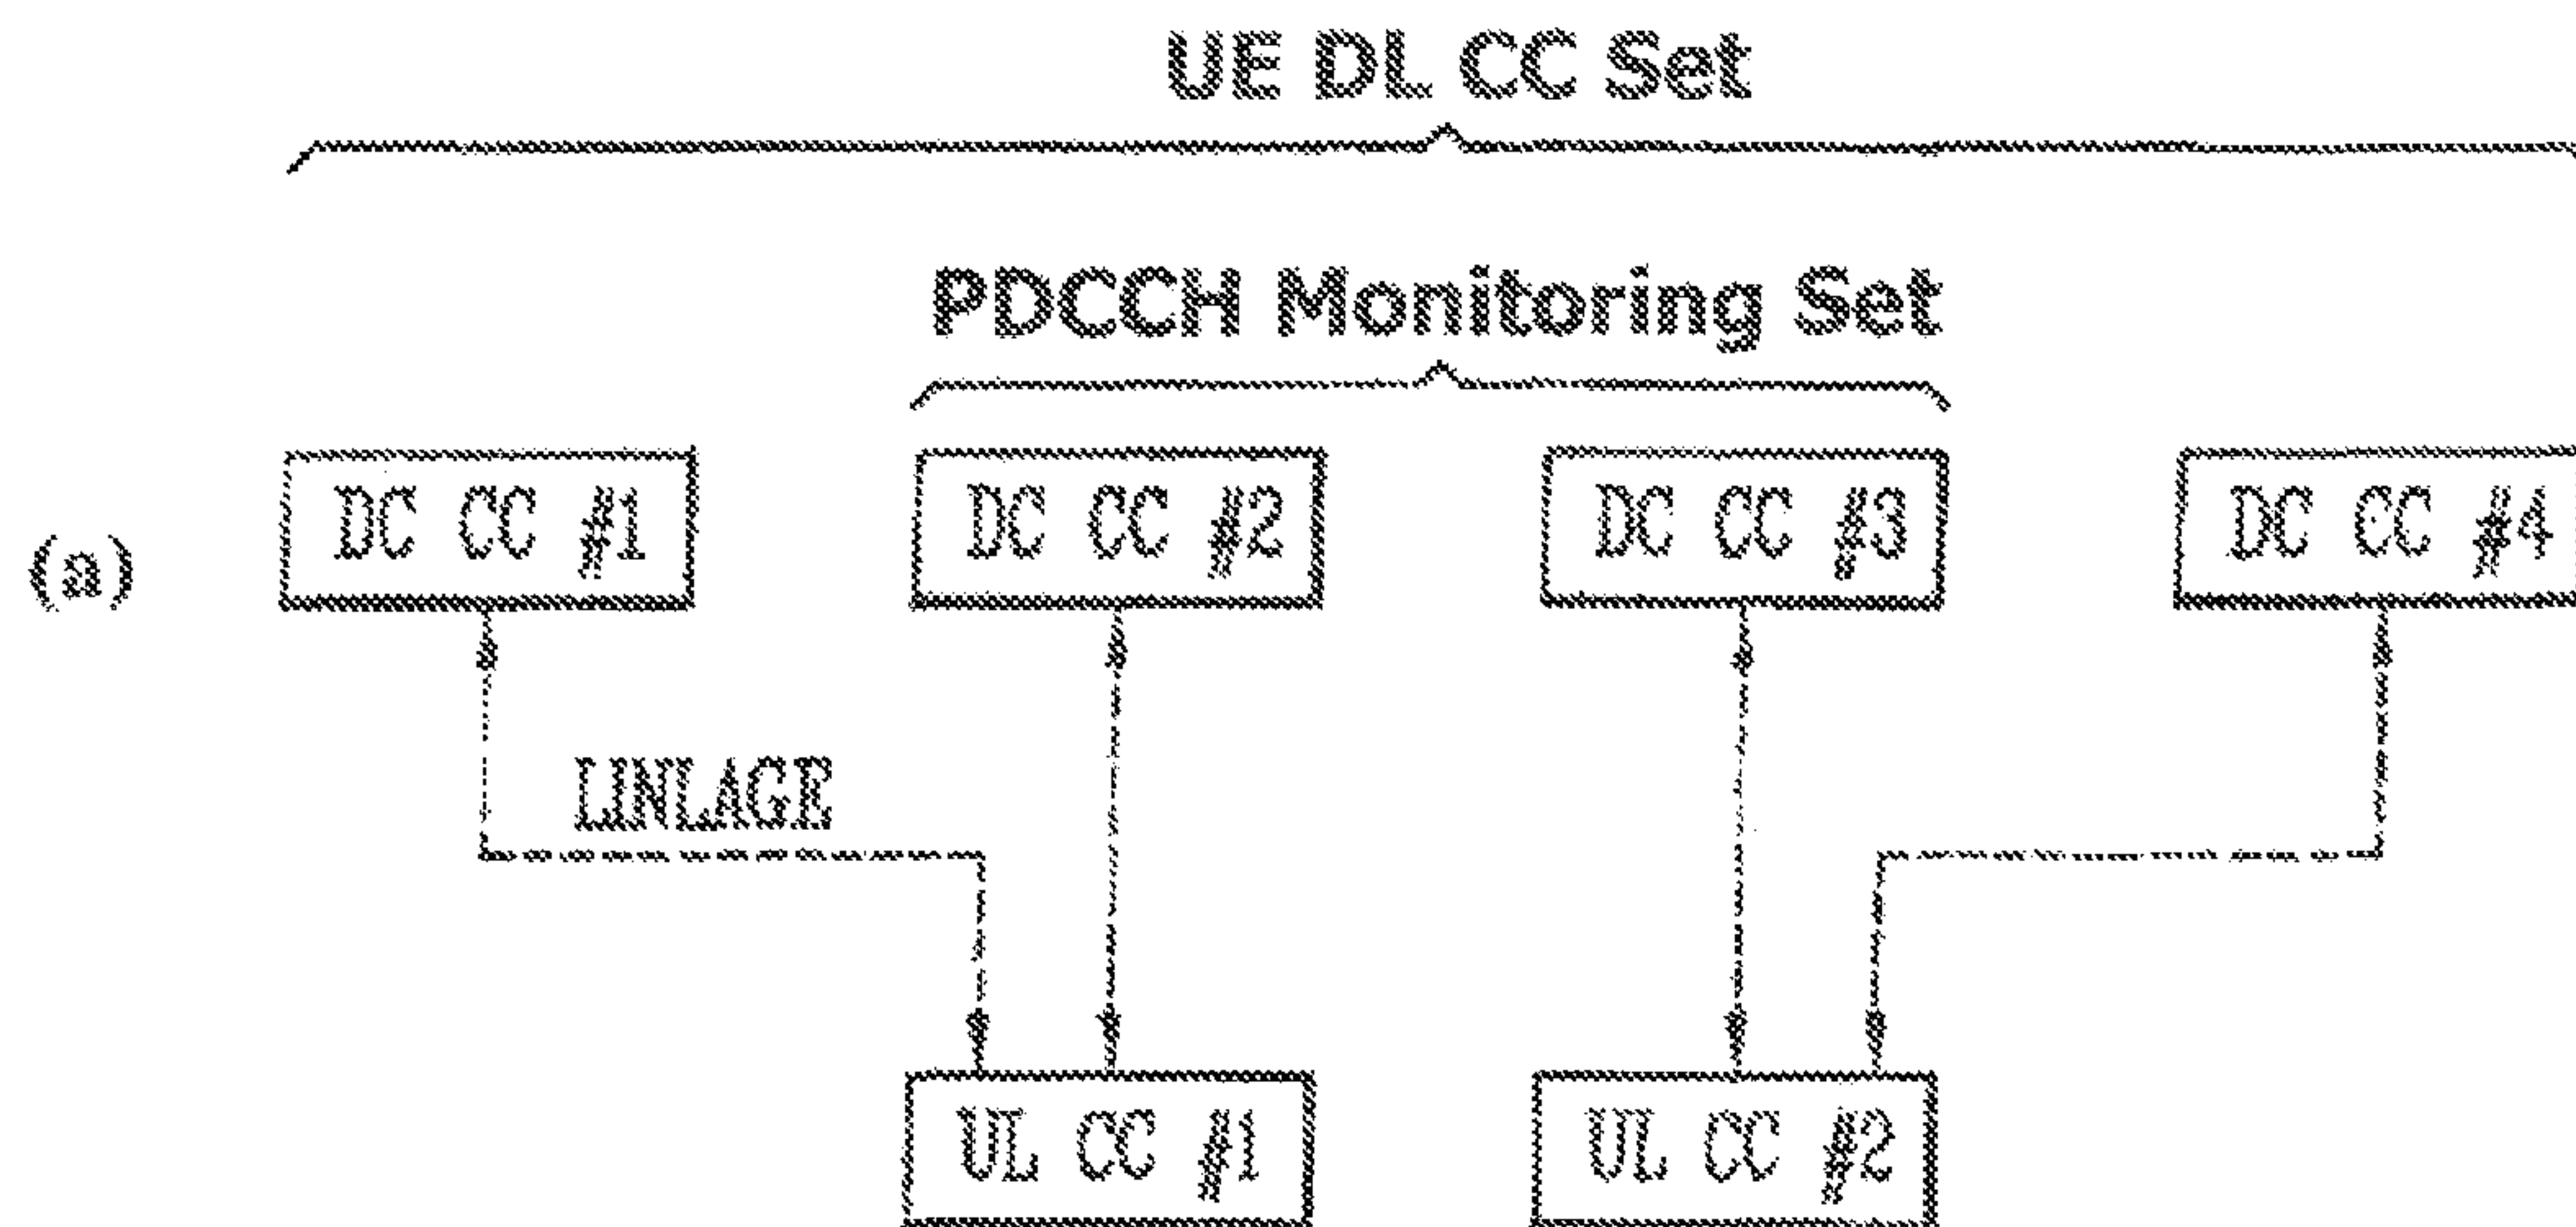 UE DL CC Set
PDCCH Monitoring Set
(a)
DC CC #1
DC CC #2
DC CC #3
DC CC #4
LINLAGE
UL CC #1
UL CC #2